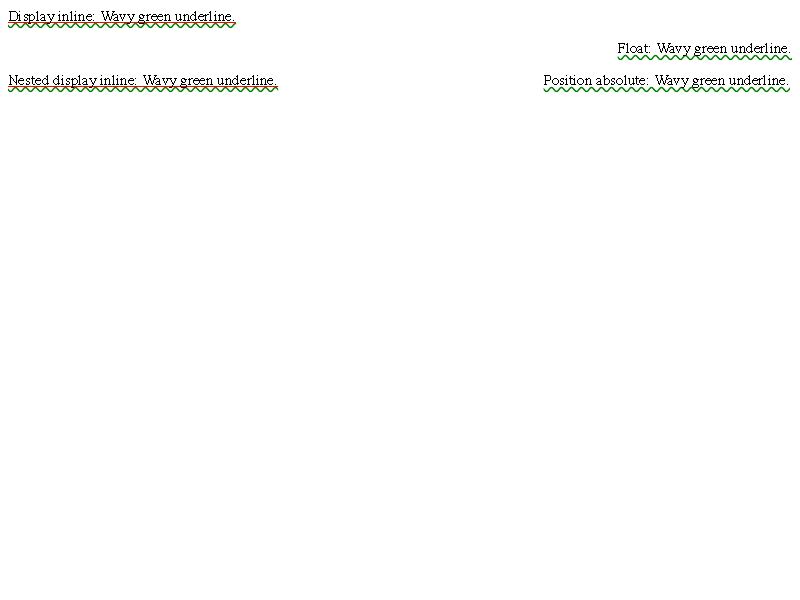 Display inline: Wavy green underline.
Float: Wavy green underline.
Nested display inline: Wavy green underline.
Position absolute: Wavy green underline.